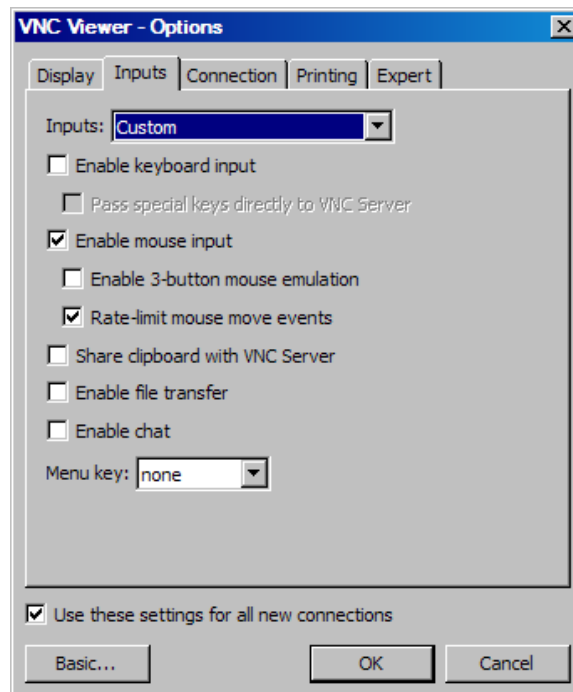 VNC Viewer - Options
Display Inputs Connection Printing Expert
Inputs: Custom
Enable keyboard input
Pass special keys directly to VNC Server
Enable mouse input
Enable 3-button mouse emulation
Rate-limit mouse move events
Share clipboard with VNC Server
Enable file transfer
Enable chat
Menu key: none
Use these settings for all new connections
Basic... OK Cancel